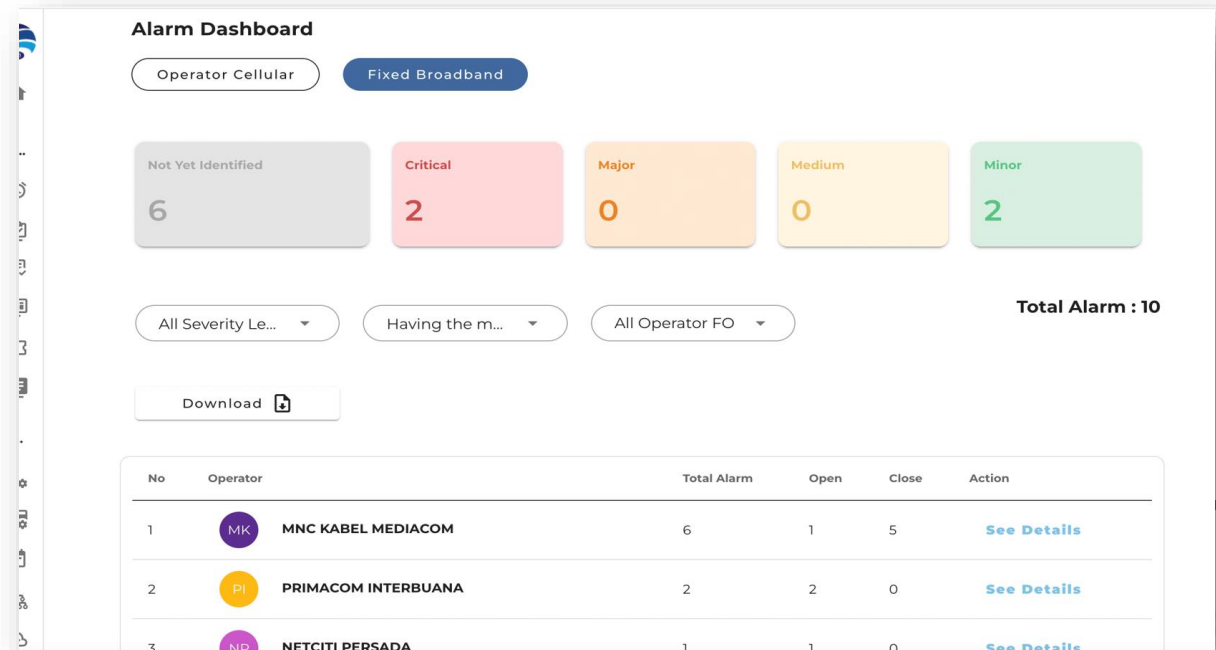 Alarm Dashboard
Operator Cellular
Fixed Broadband
Not Yet Identified
6
Critical
2
Major
0
Medium
0
Minor
2
All Severity Le...
Having the m...
All Operator FO
Total Alarm : 10
Download
No Operator Total Alarm Open Close Action
1 MK MNC KABEL MEDIACOM 6 1 5 See Details
2 PI PRIMACOM INTERBUANA 2 2 0 See Details
3 NP NETCITI PERSADA 1 1 0 See Details